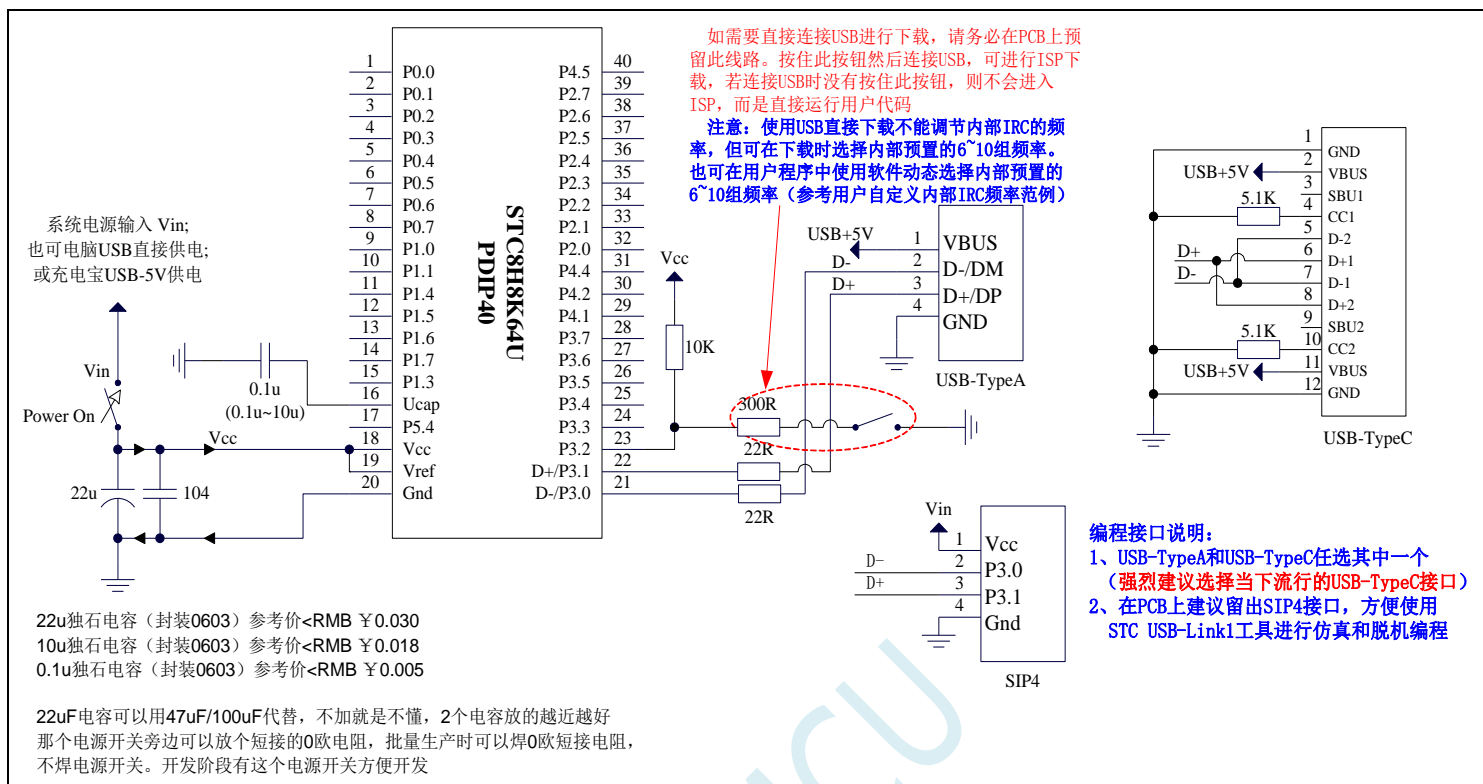 如需要直接连接USB进行下载，请务必在PCB上预
留此线路。按住此按钮然后连接USB，可进行ISP下
载，若连接USB时没有按住此按钮，则不会进入
ISP，而是直接运行用户代码
注意：使用USB直接下载不能调节内部IRC的频
率，但可在下载时选择内部预置的6~10组频率。
也可在用户程序中使用软件动态选择内部预置的
6~10组频率（参考用户自定义内部IRC频率范例）
系统电源输入 Vin;
也可电脑USB直接供电;
或充电宝USB-5V供电
Vin
Power On
Vcc
22u
104
0.1u
(0.1u~10u)
STC8H8K64U
PDIP40
1 P0.0
2 P0.1
3 P0.2
4 P0.3
5 P0.4
6 P0.5
7 P0.6
8 P0.7
9 P1.0
10 P1.1
11 P1.4
12 P1.5
13 P1.6
14 P1.7
15 P1.3
16 Ucap
17 P5.4
18 Vcc
19 Vref
20 Gnd
P4.5 40
P2.7 39
P2.6 38
P2.5 37
P2.4 36
P2.3 35
P2.2 34
P2.1 33
P2.0 32
P4.4 31
P4.2 30
P4.1 29
P3.7 28
P3.6 27
P3.5 26
P3.4 25
P3.3 24
P3.2 23
D+/P3.1 22
D-/P3.0 21
Vcc
10K
300R
22R
22R
USB+5V 1 VBUS
D- 2 D-/DM
D+ 3 D+/DP
4 GND
USB-TypeA
1 GND
USB+5V 2 VBUS
3 SBU1
5.1K 4 CC1
5 D-2
D+ 6 D+1
D- 7 D-1
8 D+2
9 SBU2
5.1K 10 CC2
USB+5V 11 VBUS
12 GND
USB-TypeC
Vin
1 Vcc
D- 2 P3.0
D+ 3 P3.1
4 Gnd
SIP4
编程接口说明：
1、USB-TypeA和USB-TypeC任选其中一个
（强烈建议选择当下流行的USB-TypeC接口）
2、在PCB上建议留出SIP4接口，方便使用
STC USB-Link1工具进行仿真和脱机编程
22u独石电容（封装0603）参考价<RMB ￥0.030
10u独石电容（封装0603）参考价<RMB ￥0.018
0.1u独石电容（封装0603）参考价<RMB ￥0.005
22uF电容可以用47uF/100uF代替，不加就是不懂，2个电容放的越近越好
那个电源开关旁边可以放个短接的0欧电阻，批量生产时可以焊0欧短接电阻，
不焊电源开关。开发阶段有这个电源开关方便开发
MCU